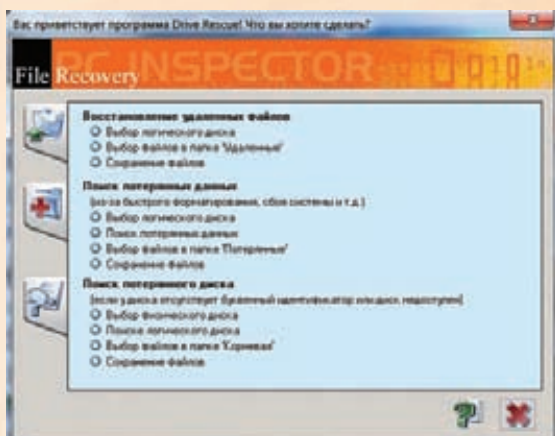 Вас приветствует программа Drive Rescue! Что вы хотите сделать?
PC INSPECTOR
File Recovery
Восстановление удаленных файлов
Выбор логического диска
Выбор файлов в папке 'Удаленные'
Сохранение файлов
Поиск потерянных данных
(из-за быстрого форматирования, сбоя системы и т.д.)
Выбор логического диска
Поиск потерянных данных
Выбор файлов в папке 'Потерянные'
Сохранение файлов
Поиск потерянного диска
(если у диска отсутствует буквенный идентификатор или диск недоступен)
Выбор физического диска
Поиск логического диска
Выбор файлов в папке 'Корневая'
Сохранение файлов